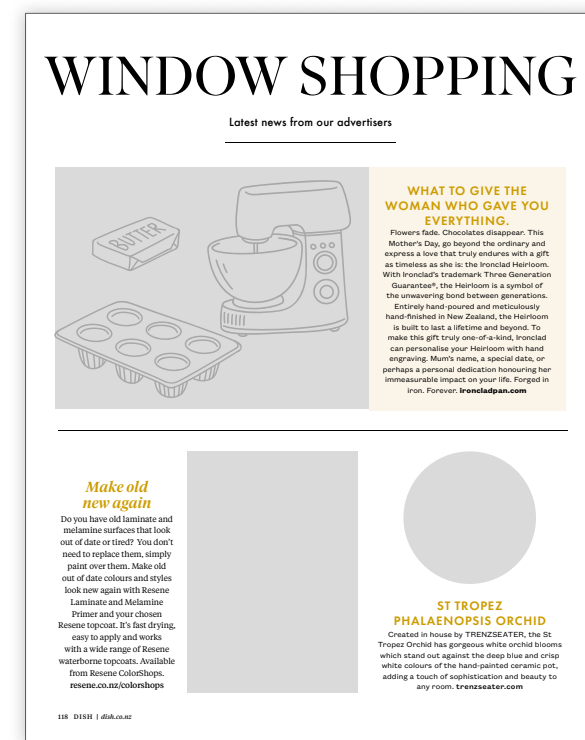 WINDOW SHOPPING
Latest news from our advertisers
BUTTER
WHAT TO GIVE THE
WOMAN WHO GAVE YOU
EVERYTHING.
Flowers fade. Chocolates disappear. This
Mother's Day, go beyond the ordinary and
express a love that truly endures with a gift
as timeless as she is: the Ironclad Heirloom.
With Ironclad's trademark Three Generation
Guarantee®, the Heirloom is a symbol of
the unwavering bond between generations.
Entirely hand-poured and meticulously
hand-finished in New Zealand, the Heirloom
is built to last a lifetime and beyond. To
make this gift truly one-of-a-kind, Ironclad
can personalise your Heirloom with hand
engraving. Mum's name, a special date, or
perhaps a personal dedication honouring her
immeasurable impact on your life. Forged in
iron. Forever. ironcladpan.com
Make old
new again
Do you have old laminate and
melamine surfaces that look
out of date or tired? You don't
need to replace them, simply
paint over them. Make old
out of date colours and styles
look new again with Resene
Laminate and Melamine
Primer and your chosen
Resene topcoat. It's fast drying,
easy to apply and works
with a wide range of Resene
waterborne topcoats. Available
from Resene ColorShops.
resene.co.nz/colorshops
ST TROPEZ
PHALAENOPSIS ORCHID
Created in house by TRENZSEATER, the St
Tropez Orchid has gorgeous white orchid blooms
which stand out against the deep blue and crisp
white colours of the hand-painted ceramic pot,
adding a touch of sophistication and beauty to
any room. trenzseater.com
118 DISH | dish.co.nz